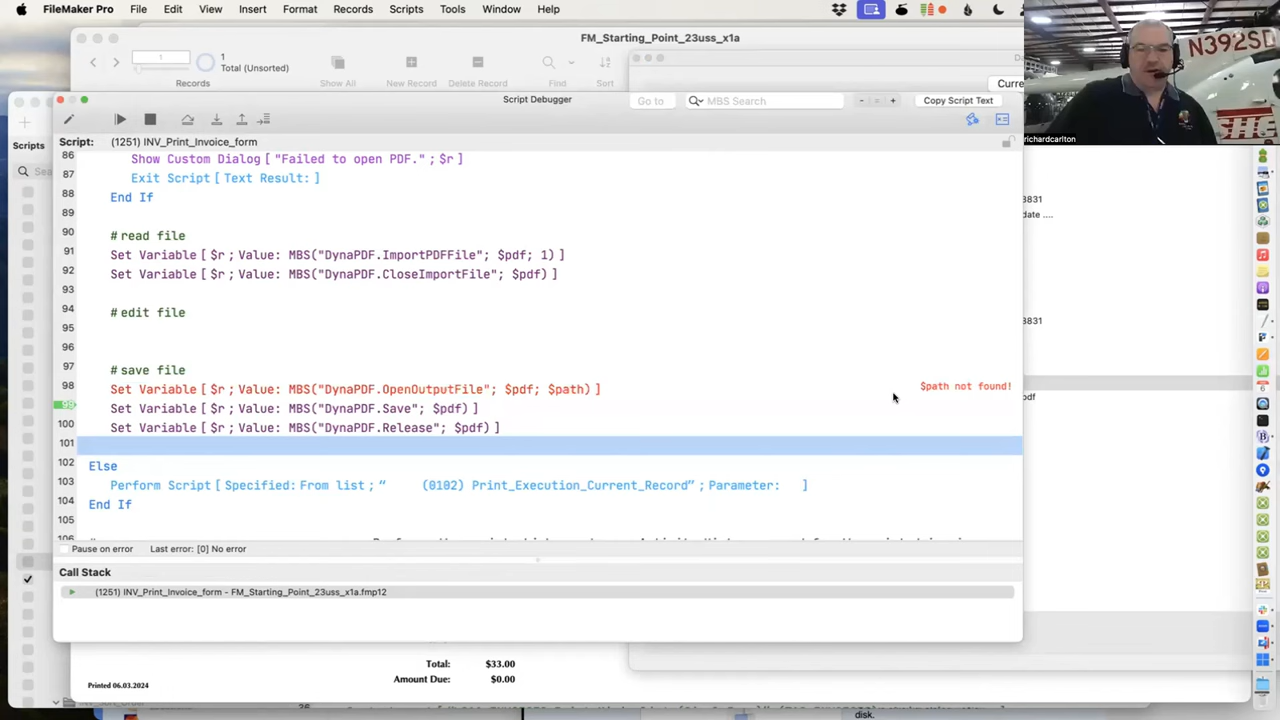 FileMaker Pro File Edit View Insert Format Records Scripts Tools Window Help
FM_Starting_Point_23uss_x1a
1
1
Total (Unsorted)
Records Show All New Record Delete Record Find Sort
Script Debugger
Go to MBS Search - = + Copy Script Text
Scripts
Script: (1251) INV_Print_Invoice_form
86 Show Custom Dialog [ "Failed to open PDF." ; $r ]
87 Exit Script [ Text Result: ]
88 End If
89
90 # read file
91 Set Variable [ $r ; Value: MBS("DynaPDF.ImportPDFFile"; $pdf; 1) ]
92 Set Variable [ $r ; Value: MBS("DynaPDF.CloseImportFile"; $pdf) ]
93
94 # edit file
95
96
97 # save file
98 Set Variable [ $r ; Value: MBS("DynaPDF.OpenOutputFile"; $pdf; $path) ] $path not found!
99 Set Variable [ $r ; Value: MBS("DynaPDF.Save"; $pdf) ]
100 Set Variable [ $r ; Value: MBS("DynaPDF.Release"; $pdf) ]
101
102 Else
103 Perform Script [ Specified: From list ; “ (0102) Print_Execution_Current_Record” ; Parameter: ]
104 End If
105
Pause on error Last error: [0] No error
Call Stack
(1251) INV_Print_Invoice_form - FM_Starting_Point_23uss_x1a.fmp12
Total: $33.00
Amount Due: $0.00
Printed 06.03.2024
disk.
N392SD
richardcarlton
3831
date ....
3831